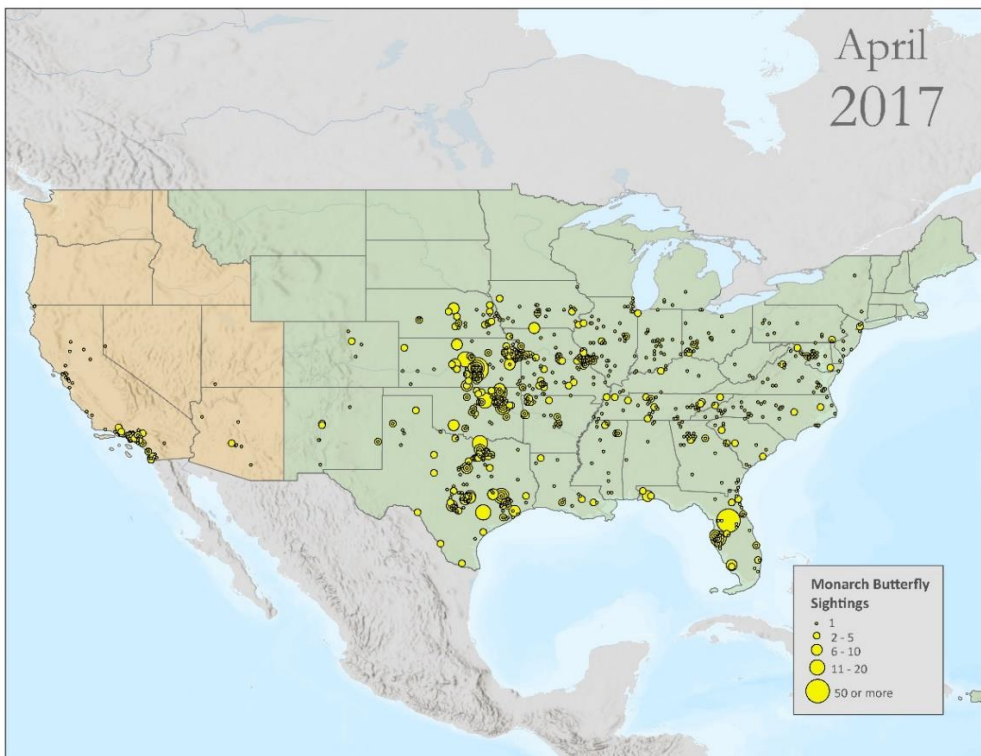 April
2017
Monarch Butterfly
Sightings
1
2 - 5
6 - 10
11 - 20
50 or more